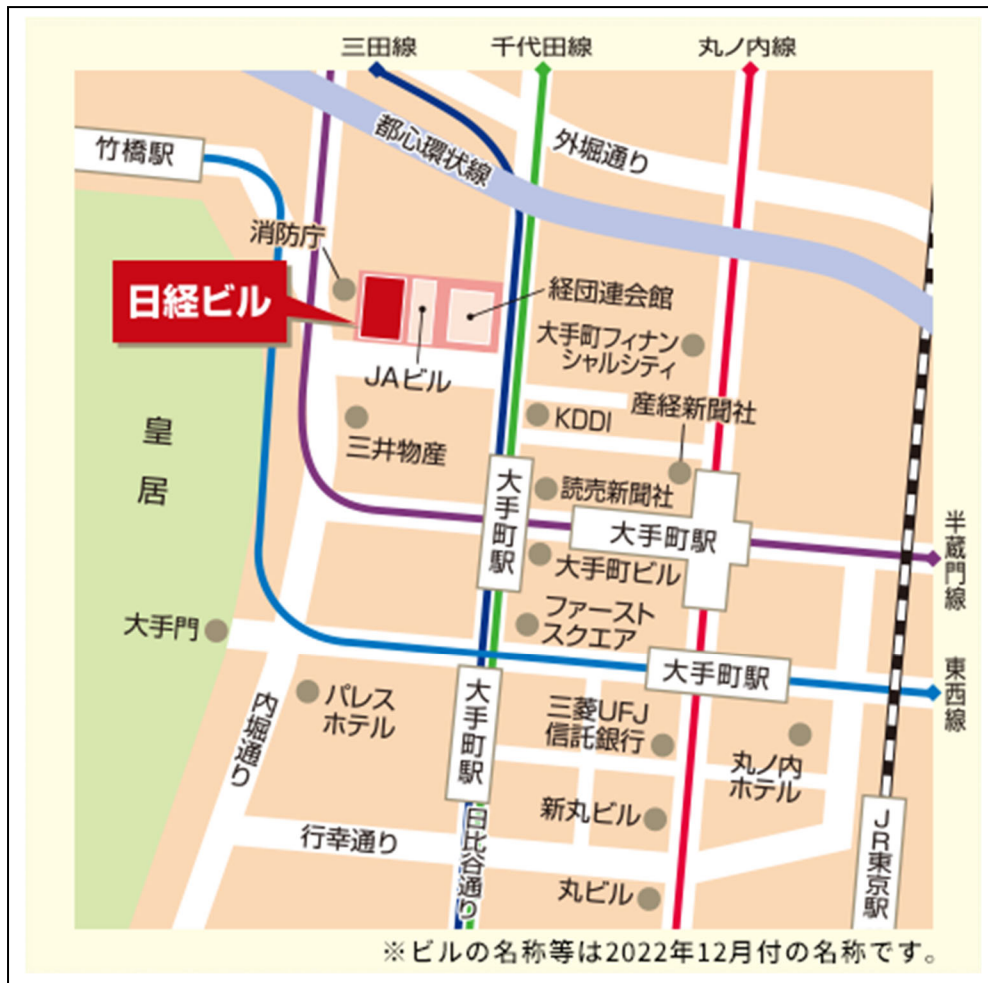 三田線
千代田線
丸ノ内線
竹橋駅
都心環状線
外堀通り
消防庁
日経ビル
経団連会館
大手町フィナン
シャルシティ
JAビル
産経新聞社
KDDI
三井物産
皇居
大手町駅
読売新聞社
大手町駅
半蔵門線
大手町ビル
ファースト
スクエア
大手門
大手町駅
東西線
パレス
ホテル
内堀通り
大手町駅
三菱UFJ
信託銀行
丸ノ内
ホテル
新丸ビル
行幸通り
日比谷通り
JR東京駅
丸ビル
※ビルの名称等は2022年12月付の名称です。